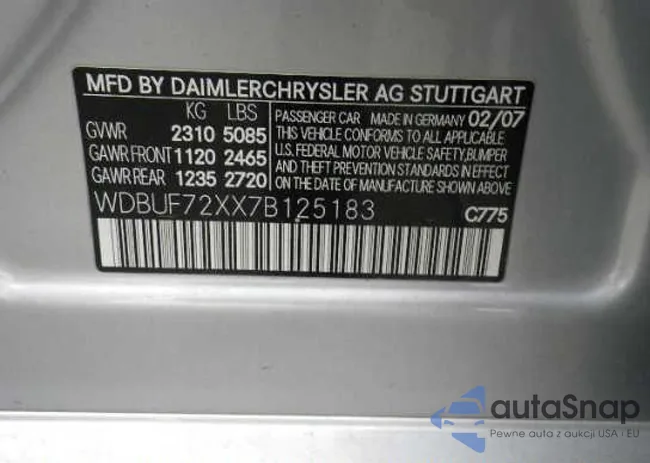 MFD BY DAIMLERCHRYSLER AG STUTTGART
KG LBS
GVWR 2310 5085
GAWR FRONT 1120 2465
GAWR REAR 1235 2720
PASSENGER CAR MADE IN GERMANY 02/07
THIS VEHICLE CONFORMS TO ALL APPLICABLE
U.S. FEDERAL MOTOR VEHICLE SAFETY, BUMPER
AND THEFT PREVENTION STANDARDS IN EFFECT
ON THE DATE OF MANUFACTURE SHOWN ABOVE.
WDBUF72XX7B125183 C775
autoSnap
Pewne auta z aukcji USA i EU